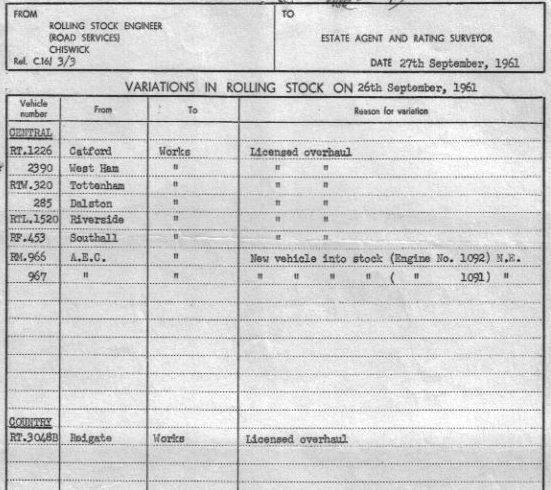 FROM
ROLLING STOCK ENGINEER
(ROAD SERVICES)
CHISWICK
Ref. C.16/ 3/3
TO
ESTATE AGENT AND RATING SURVEYOR
DATE 27th September, 1961
VARIATIONS IN ROLLING STOCK ON 26th September, 1961
Vehicle number From To Reason for variation
CENTRAL
RT.1226 Catford Works Licensed overhaul
2390 West Ham " " "
RTW.320 Tottenham " " "
285 Dalston " " "
RTL.1520 Riverside " " "
RF.453 Southall " " "
RM.966 A.E.C. " New vehicle into stock (Engine No. 1092) N.E.
967 " " " " " " ( " 1091) "
COUNTRY
RT.3048B Reigate Works Licensed overhaul